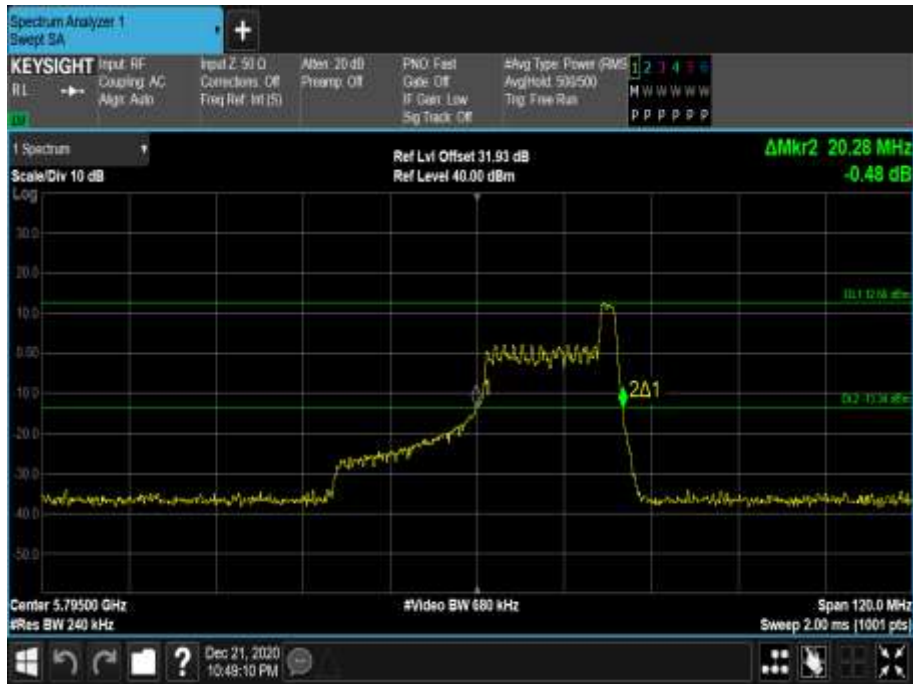 Spectrum Analyzer 1
Swept SA
+
KEYSIGHT
RL
Input: RF
Coupling: AC
Align: Auto
Input Z: 50 Ω
Corrections: Off
Freq Ref: Int (S)
Atten: 20 dB
Preamp: Off
PNO: Fast
Gate: Off
IF Gain: Low
Sig Track: Off
#Avg Type: Power (RMS
Avg|Hold: 500/500
Trig: Free Run
1 2 3 4 5 6
M W W W W W
P P P P P P
1 Spectrum
Scale/Div 10 dB
Ref Lvl Offset 31.93 dB
Ref Level 40.00 dBm
ΔMkr2 20.28 MHz
-0.48 dB
Log
30.0
20.0
10.0
0.00
-10.0
-20.0
-30.0
-40.0
-50.0
2Δ1
Center 5.79500 GHz
#Res BW 240 kHz
#Video BW 680 kHz
Span 120.0 MHz
Sweep 2.00 ms (1001 pts)
?
Dec 21, 2020
10:49:10 PM